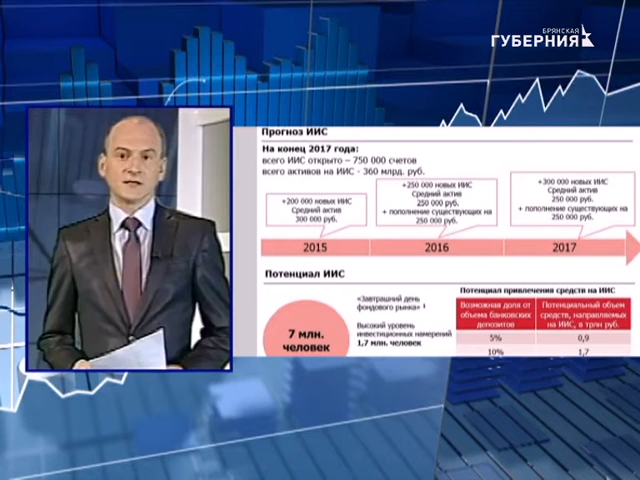 БРЯНСКАЯ
ГУБЕРНИЯ
Прогноз ИИС
На конец 2017 года:
всего ИИС открыто – 750 000 счетов
всего активов на ИИС - 360 млрд. руб.
+200 000 новых ИИС
Средний актив
300 000 руб.
+250 000 новых ИИС
Средний актив
250 000 руб.
+ пополнение существующих на
250 000 руб.
+300 000 новых ИИС
Средний актив
250 000 руб.
+ пополнение существующих на
250 000 руб.
2015
2016
2017
Потенциал ИИС
7 млн.
человек
«Завтрашний день
фондового рынка» 1
Высокий уровень
инвестиционных намерений
1,7 млн. человек
Потенциал привлечения средств на ИИС
Возможная доля от
объема банковских
депозитов
Потенциальный объем
средств, направляемых
на ИИС, в трлн руб.
5%
0,9
10%
1,7